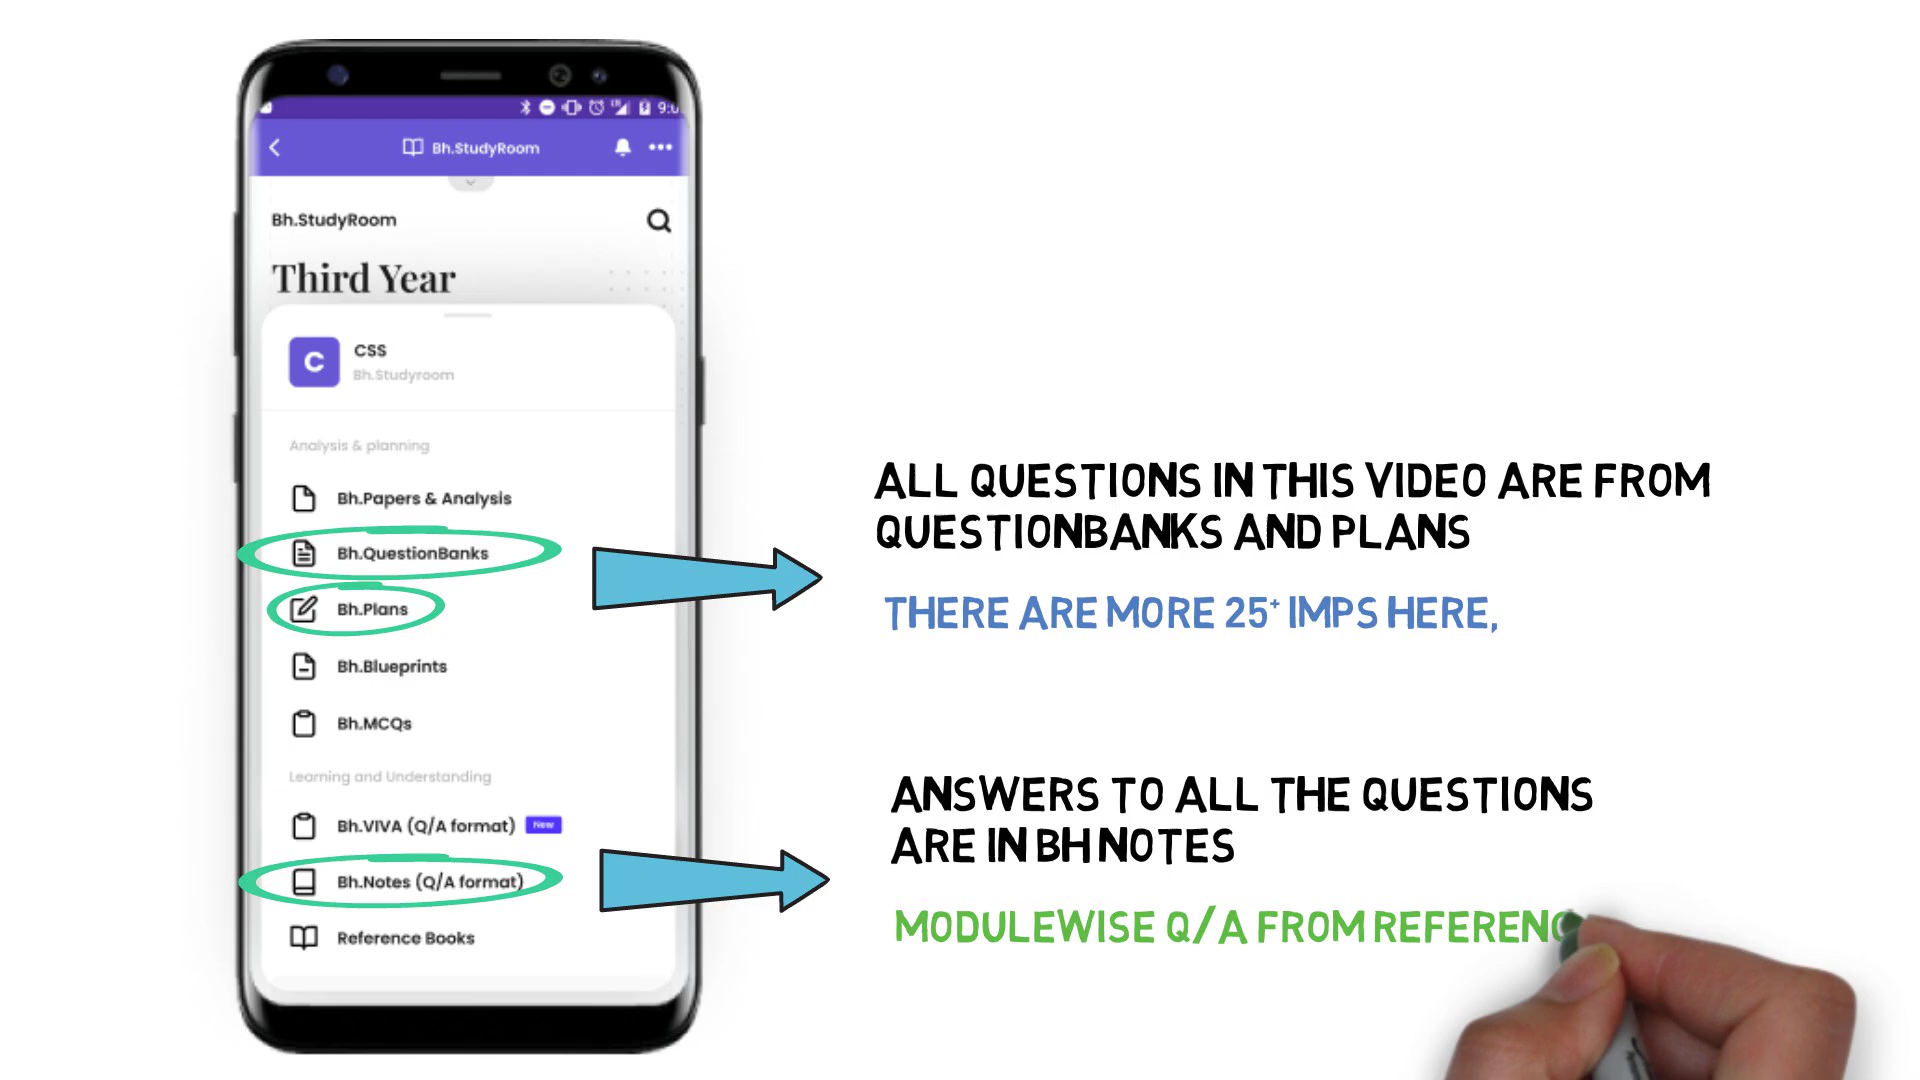 9:0
Bh.StudyRoom
Bh.StudyRoom
Third Year
C
CSS
Bh.Studyroom
Analysis & planning
Bh.Papers & Analysis
Bh.QuestionBanks
Bh.Plans
Bh.Blueprints
Bh.MCQs
Learning and Understanding
Bh.VIVA (Q/A format) New
Bh.Notes (Q/A format)
Reference Books
ALL QUESTIONS IN THIS VIDEO ARE FROM
QUESTIONBANKS AND PLANS
THERE ARE MORE 25+ IMPS HERE,
ANSWERS TO ALL THE QUESTIONS
ARE IN BH NOTES
MODULEWISE Q/A FROM REFERENC